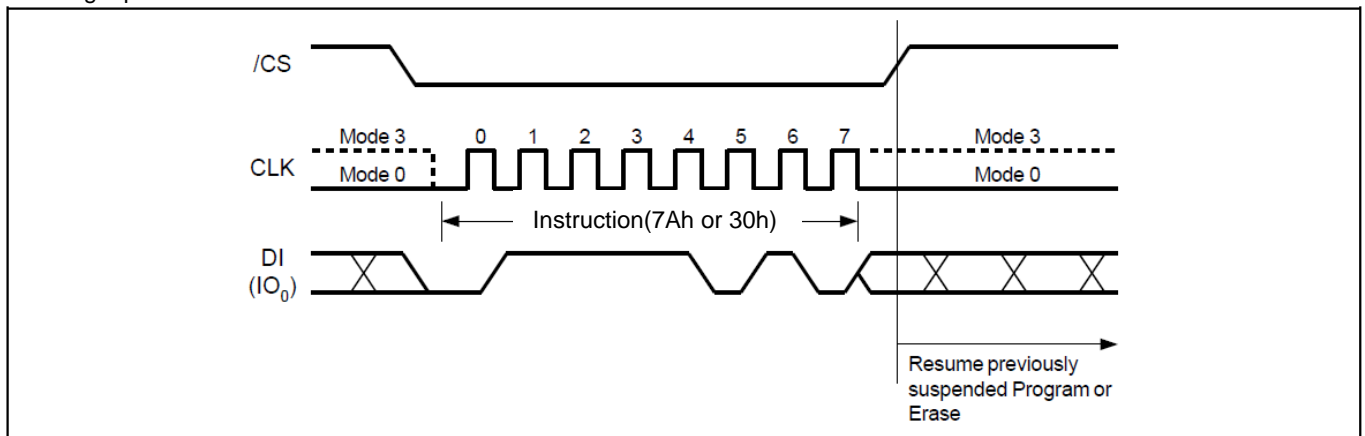 /CS
Mode 3 0 1 2 3 4 5 6 7 Mode 3
CLK
Mode 0 Mode 0
Instruction(7Ah or 30h)
DI
(IO0)
Resume previously
suspended Program or
Erase